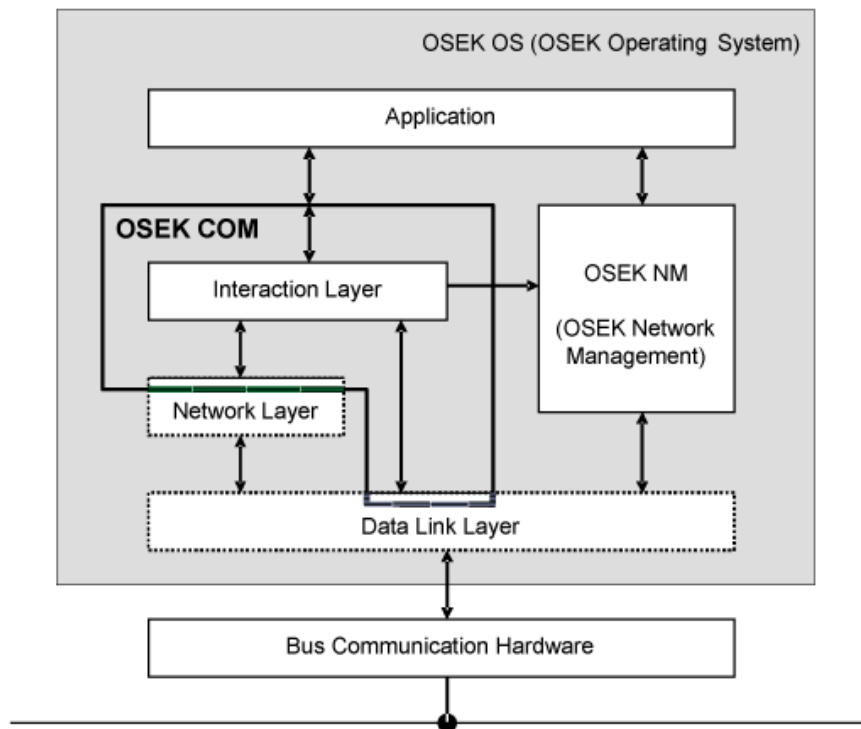 OSEK OS (OSEK Operating System)
Application
OSEK COM
Interaction Layer
OSEK NM
(OSEK Network
Management)
Network Layer
Data Link Layer
Bus Communication Hardware